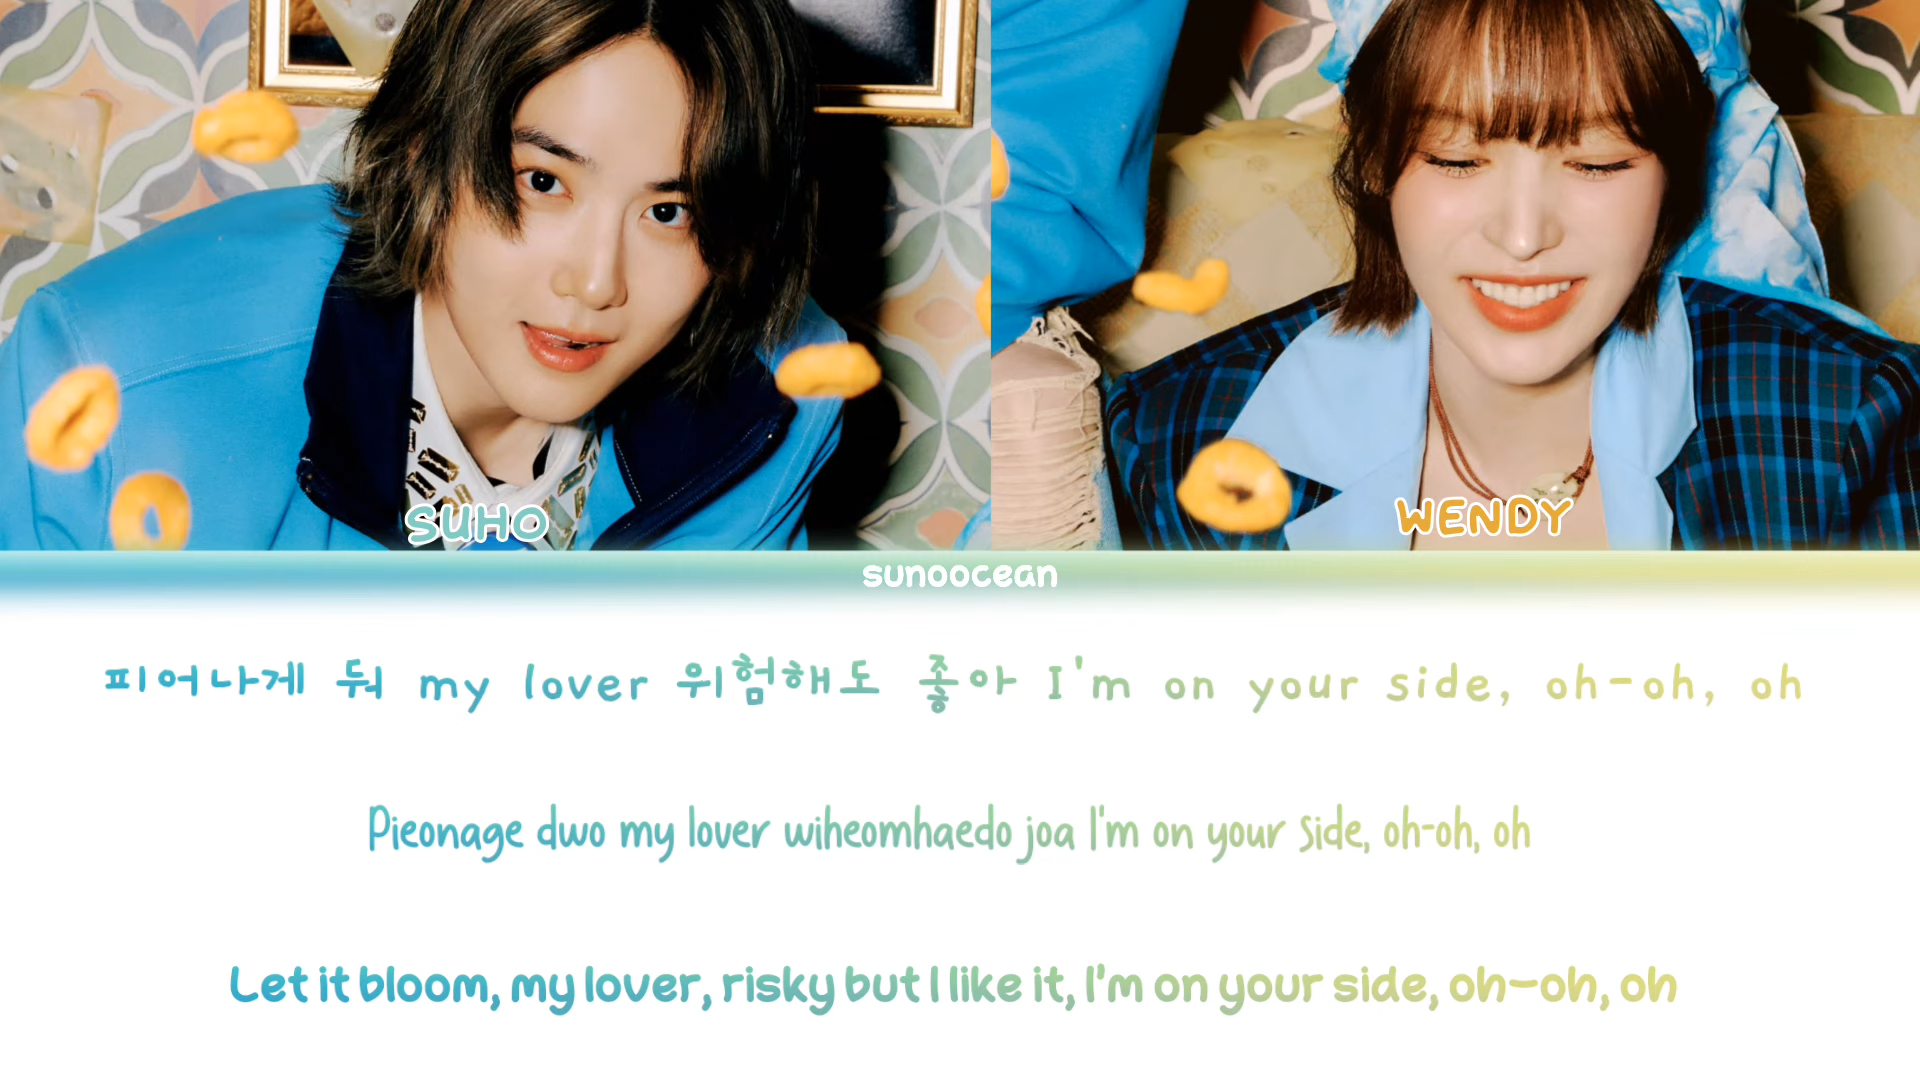 SUHO
WENDY
sunoocean
피어나게 둬 my lover 위험해도 좋아 I'm on your side, oh-oh, oh
Pieonage dwo my lover wiheomhaedo joa I'm on your side, oh-oh, oh
Let it bloom, my lover, risky but I like it, I'm on your side, oh-oh, oh